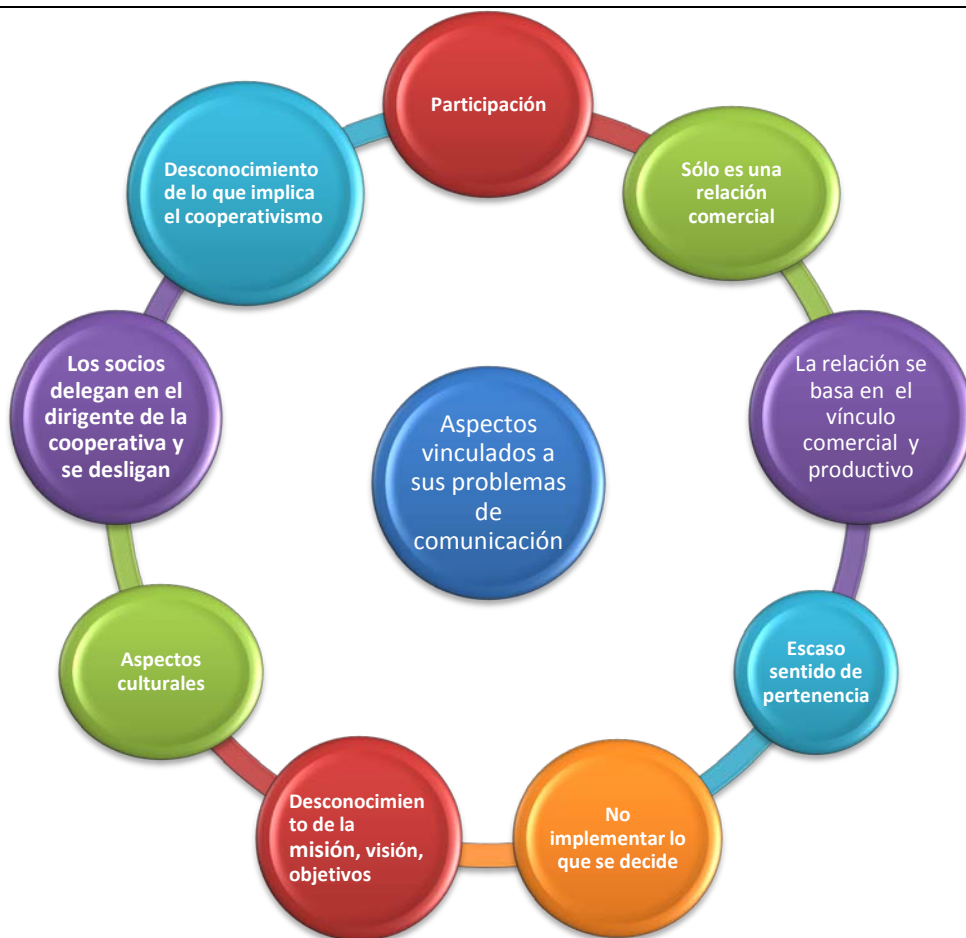 Participación
Sólo es una
relación
comercial
La relación se
basa en el
vínculo
comercial y
productivo
Escaso
sentido de
pertenencia
No
implementar lo
que se decide
Desconocimien
to de la
misión, visión,
objetivos
Aspectos
culturales
Los socios
delegan en el
dirigente de la
cooperativa y
se desligan
Desconocimiento
de lo que implica
el cooperativismo
Aspectos
vinculados a
sus problemas
de
comunicación